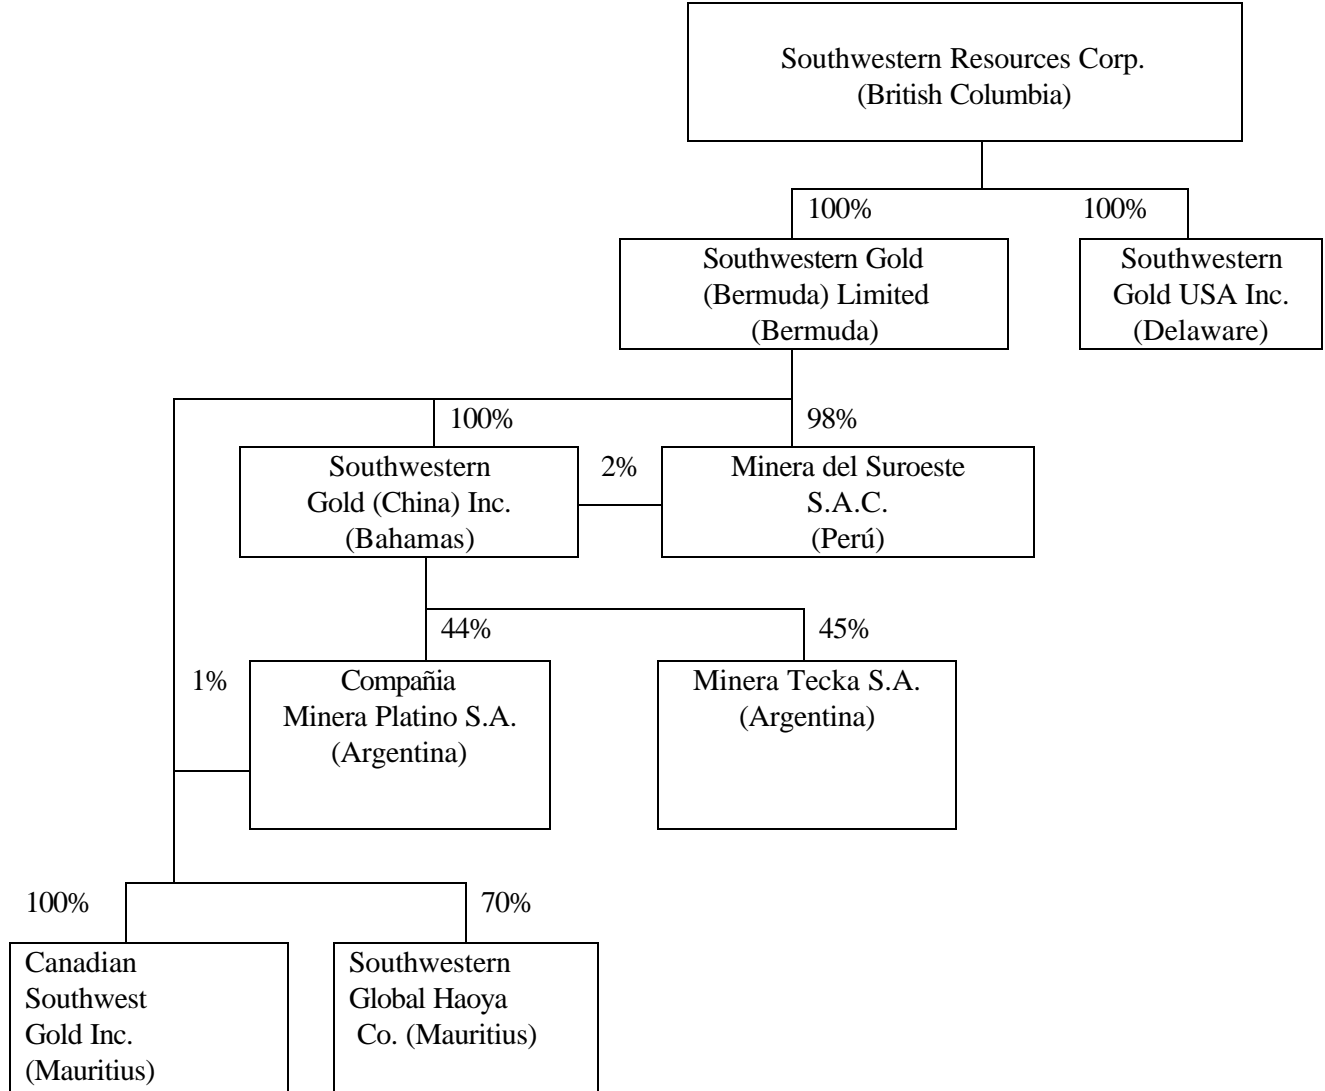 Southwestern Resources Corp.
(British Columbia)
100%
100%
Southwestern Gold
(Bermuda) Limited
(Bermuda)
Southwestern
Gold USA Inc.
(Delaware)
100%
98%
Southwestern
Gold (China) Inc.
(Bahamas)
2%
Minera del Suroeste
S.A.C.
(Perú)
44%
45%
1%
Compañia
Minera Platino S.A.
(Argentina)
Minera Tecka S.A.
(Argentina)
100%
70%
Canadian
Southwest
Gold Inc.
(Mauritius)
Southwestern
Global Haoya
Co. (Mauritius)